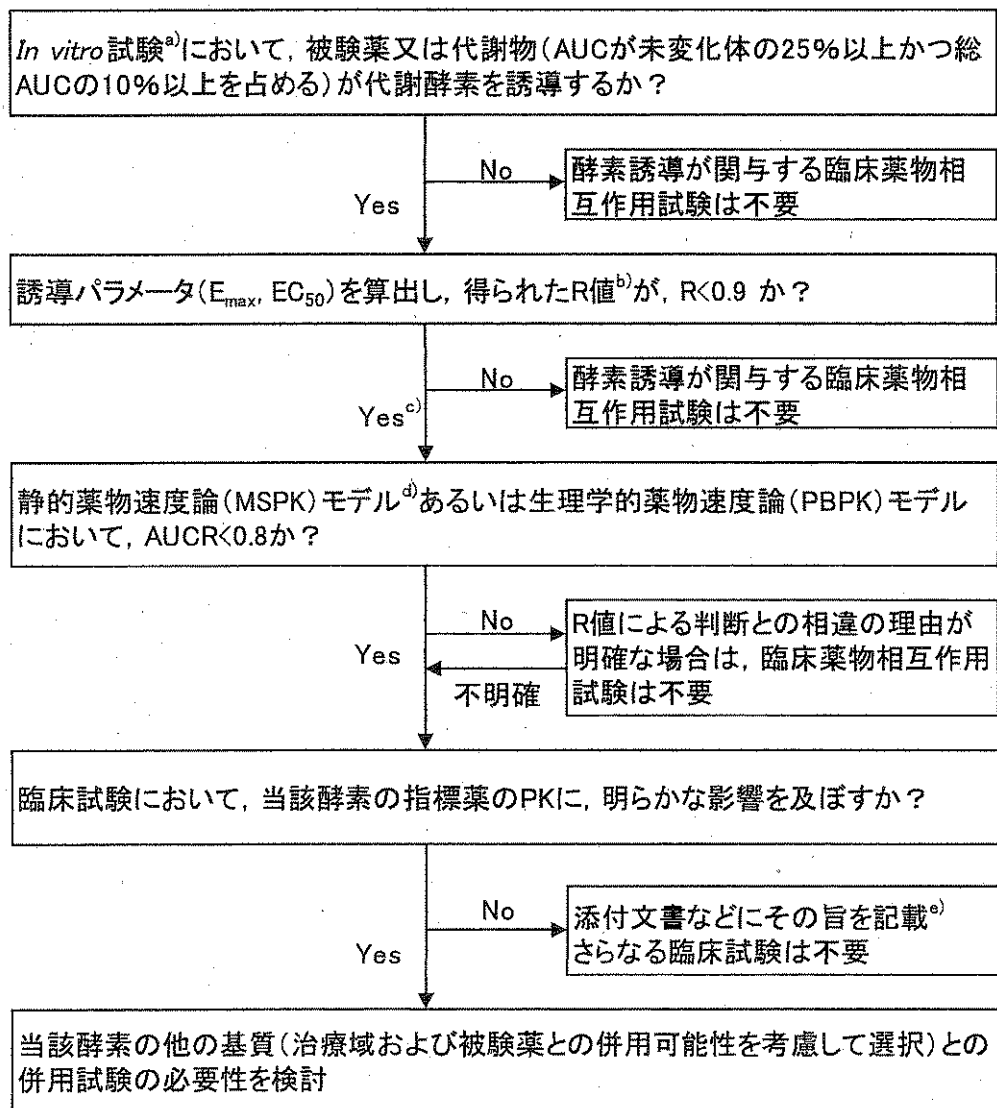 In vitro試験a)において，被験薬又は代謝物（AUCが未変化体の25%以上かつ総
AUCの10%以上を占める）が代謝酵素を誘導するか？
No
酵素誘導が関与する臨床薬物相
互作用試験は不要
Yes
誘導パラメータ(Emax, EC50)を算出し，得られたR値b)が，R<0.9 か？
No
酵素誘導が関与する臨床薬物相
互作用試験は不要
Yesc)
静的薬物速度論(MSPK)モデルd)あるいは生理学的薬物速度論(PBPK)モデル
において，AUCR<0.8か？
No
R値による判断との相違の理由が
明確な場合は，臨床薬物相互作用
試験は不要
Yes
不明確
臨床試験において，当該酵素の指標薬のPKに，明らかな影響を及ぼすか？
No
添付文書などにその旨を記載e)
さらなる臨床試験は不要
Yes
当該酵素の他の基質（治療域および被験薬との併用可能性を考慮して選択）との
併用試験の必要性を検討